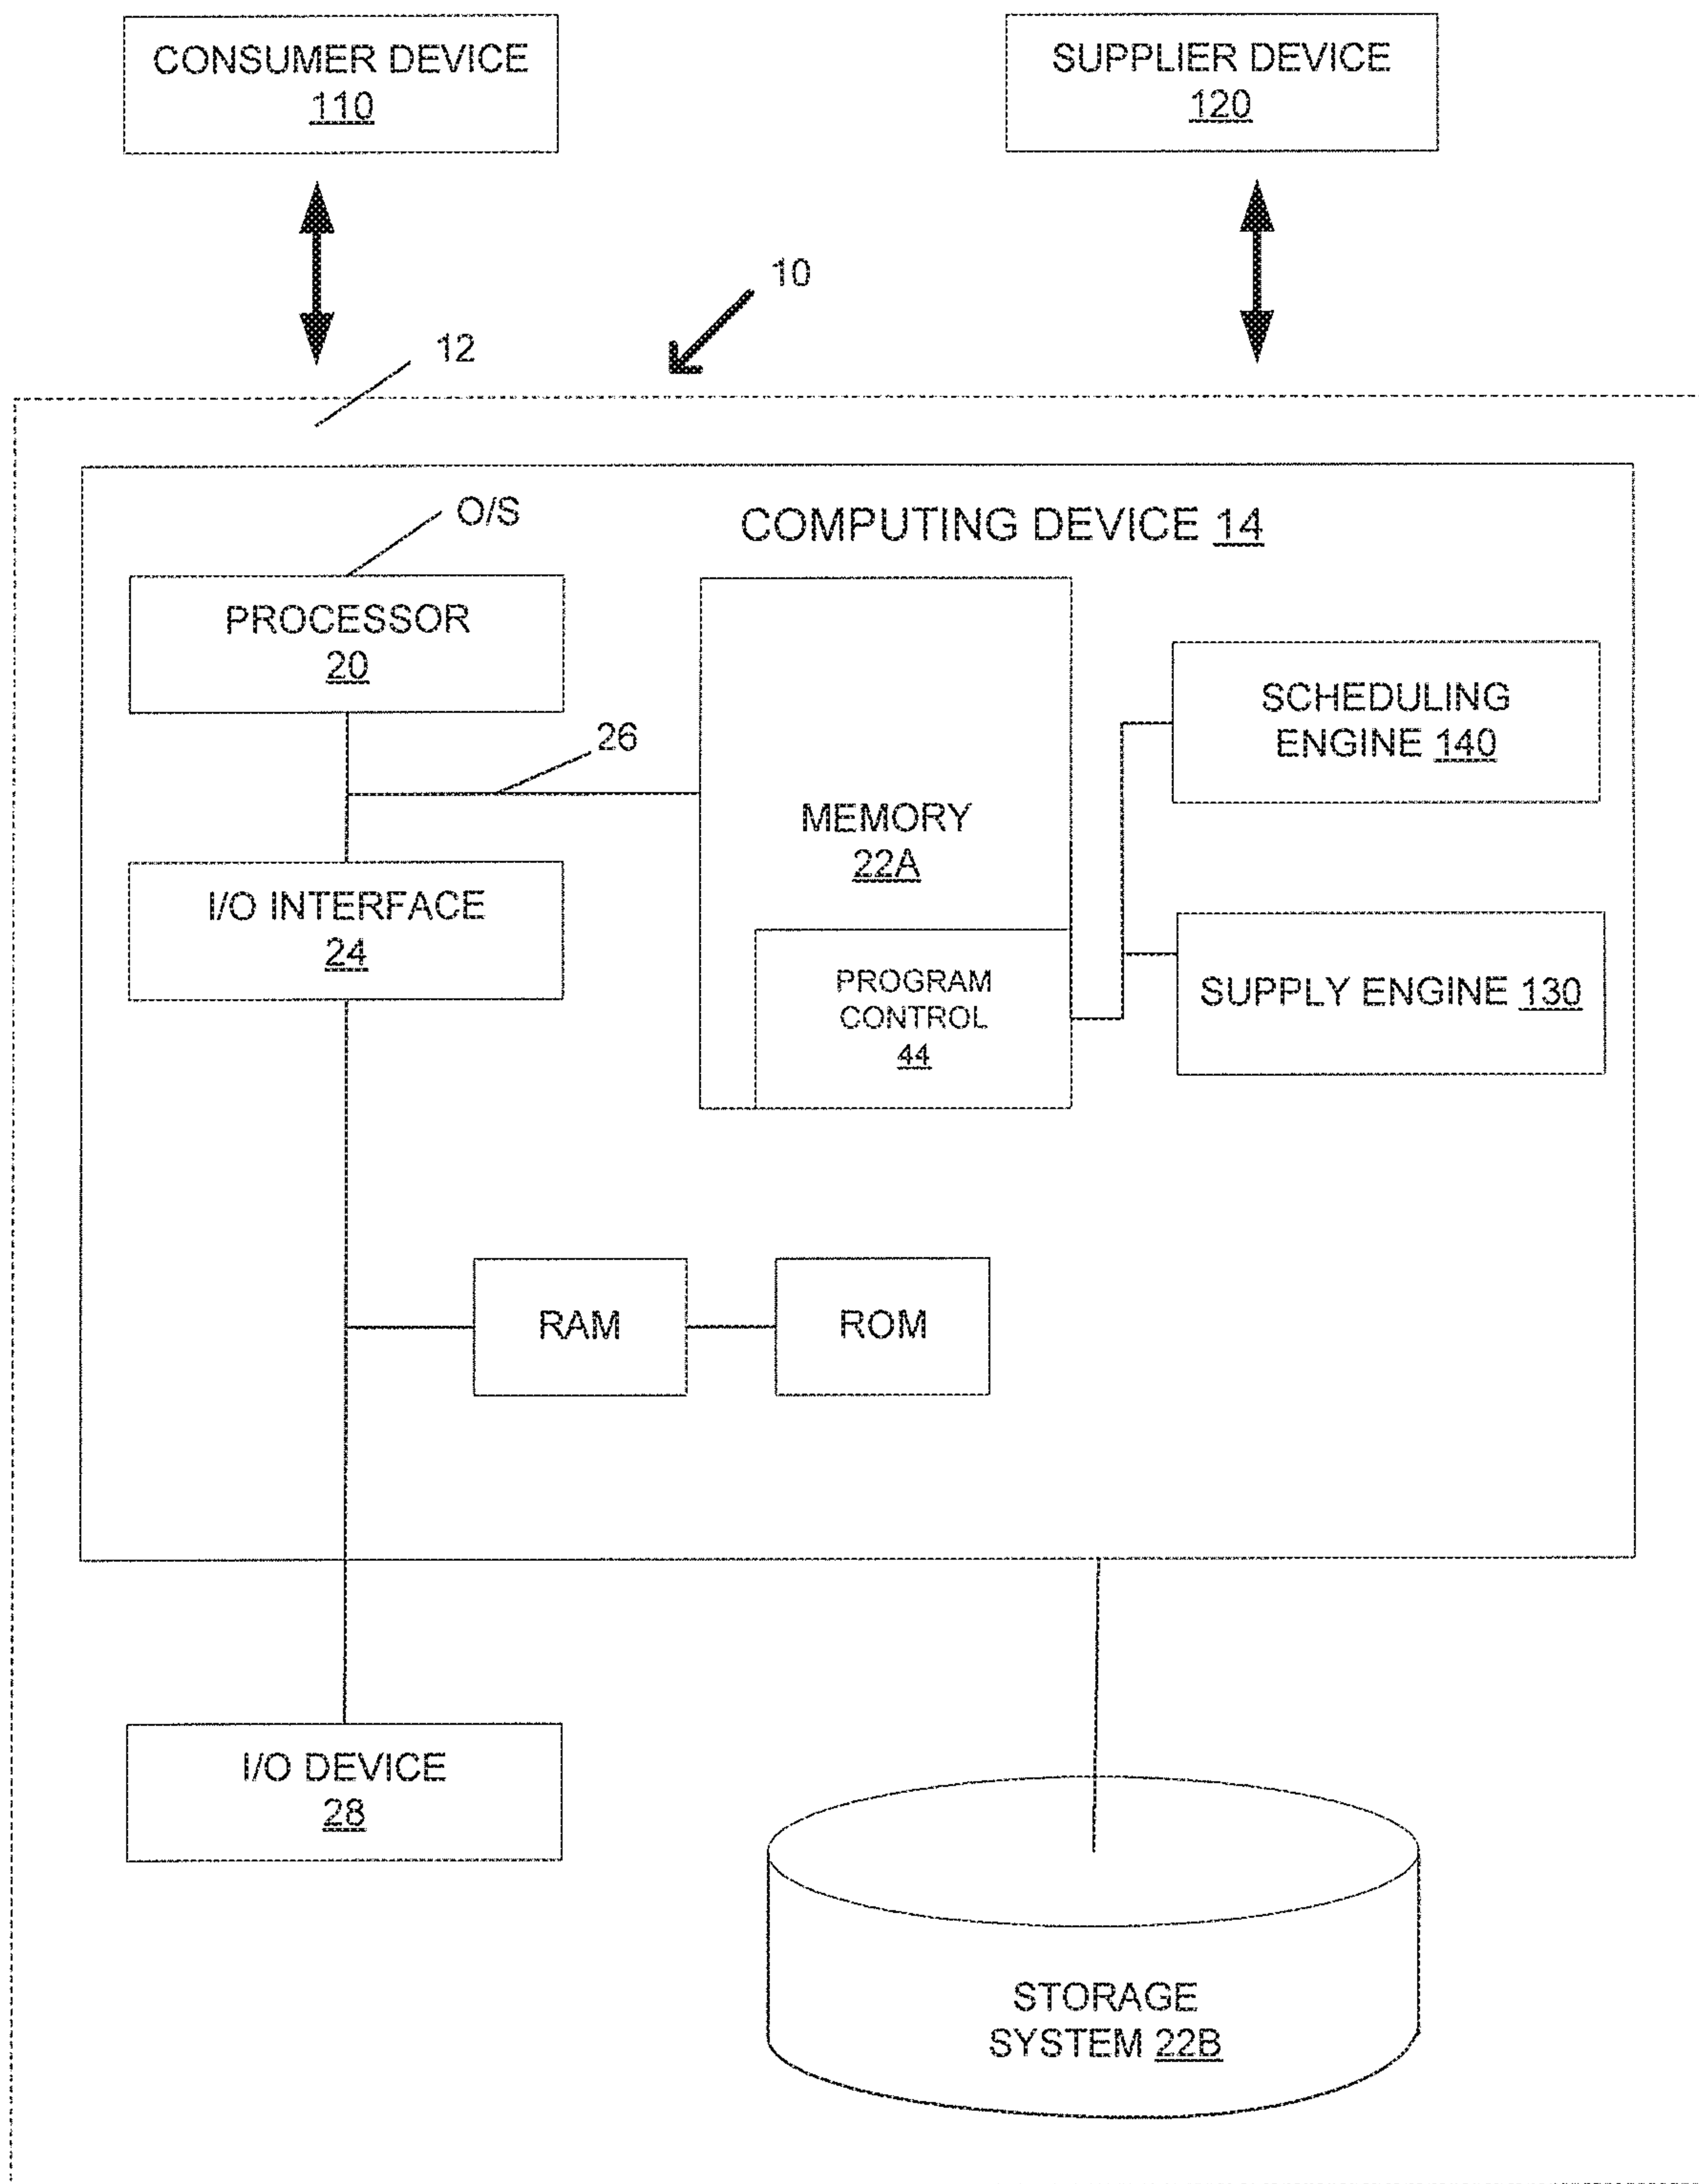 CONSUMER DEVICE
110
SUPPLIER DEVICE
120
10
12
O/S
COMPUTING DEVICE 14
PROCESSOR
20
26
MEMORY
22A
SCHEDULING
ENGINE 140
I/O INTERFACE
24
PROGRAM
CONTROL
44
SUPPLY ENGINE 130
RAM
ROM
I/O DEVICE
28
STORAGE
SYSTEM 22B